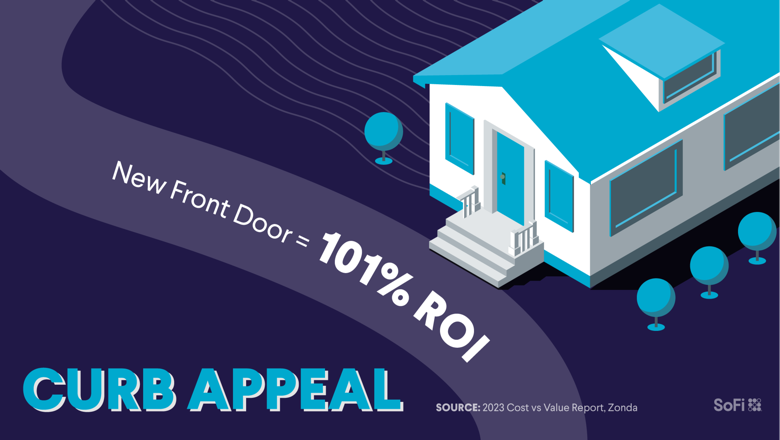 New Front Door = 101% ROI
CURB APPEAL
SOURCE: 2023 Cost vs Value Report, Zonda
SoFi